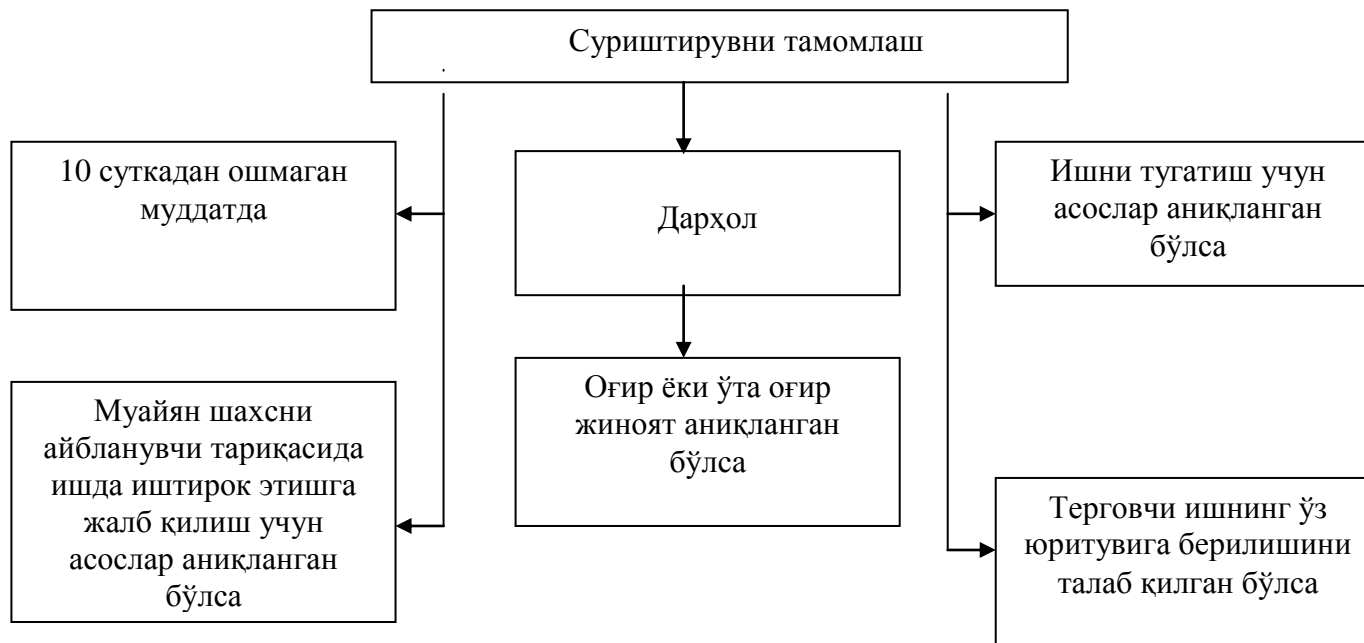 Суриштирувни тамомлаш
10 суткадан ошмаган
муддатда
Дарҳол
Ишни тугатиш учун
асослар аниқланган
бўлса
Муайян шахсни
айбланувчи тариқасида
ишда иштирок этишга
жалб қилиш учун
асослар аниқланган
бўлса
Оғир ёки ўта оғир
жиноят аниқланган
бўлса
Терговчи ишнинг ўз
юритувига берилишини
талаб қилган бўлса